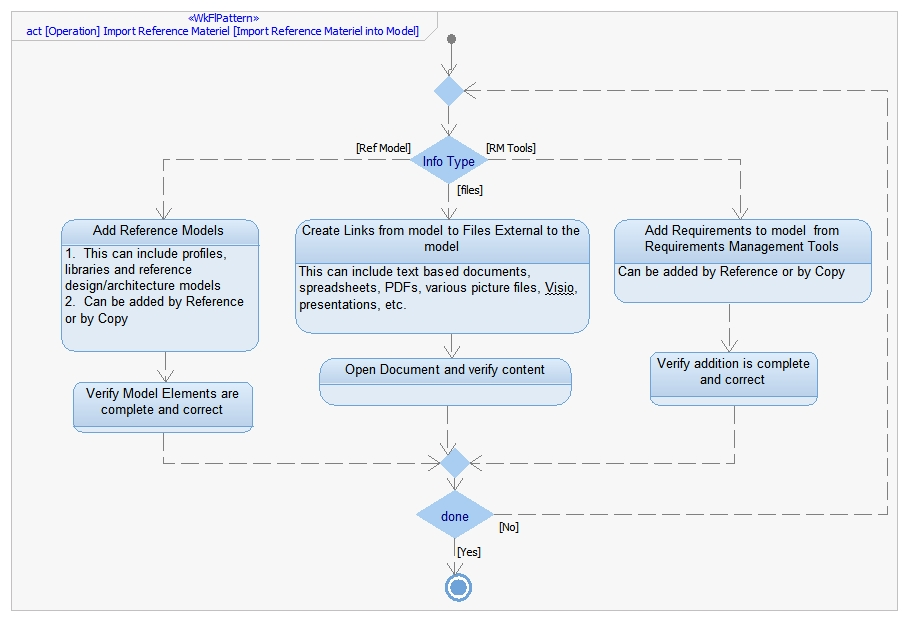 «WkFlPattern»
act [Operation] Import Reference Materiel [Import Reference Materiel into Model]
[Ref Model]
Info Type
[RM Tools]
[files]
Add Reference Models
1.  This can include profiles,
libraries and reference
design/architecture models
2.  Can be added by Reference
or by Copy
Create Links from model to Files External to the
model
This can include text based documents,
spreadsheets, PDFs, various picture files, Visio,
presentations, etc.
Add Requirements to model  from
Requirements Management Tools
Can be added by Reference or by Copy
Verify Model Elements are
complete and correct
Open Document and verify content
Verify addition is complete
and correct
done
[No]
[Yes]